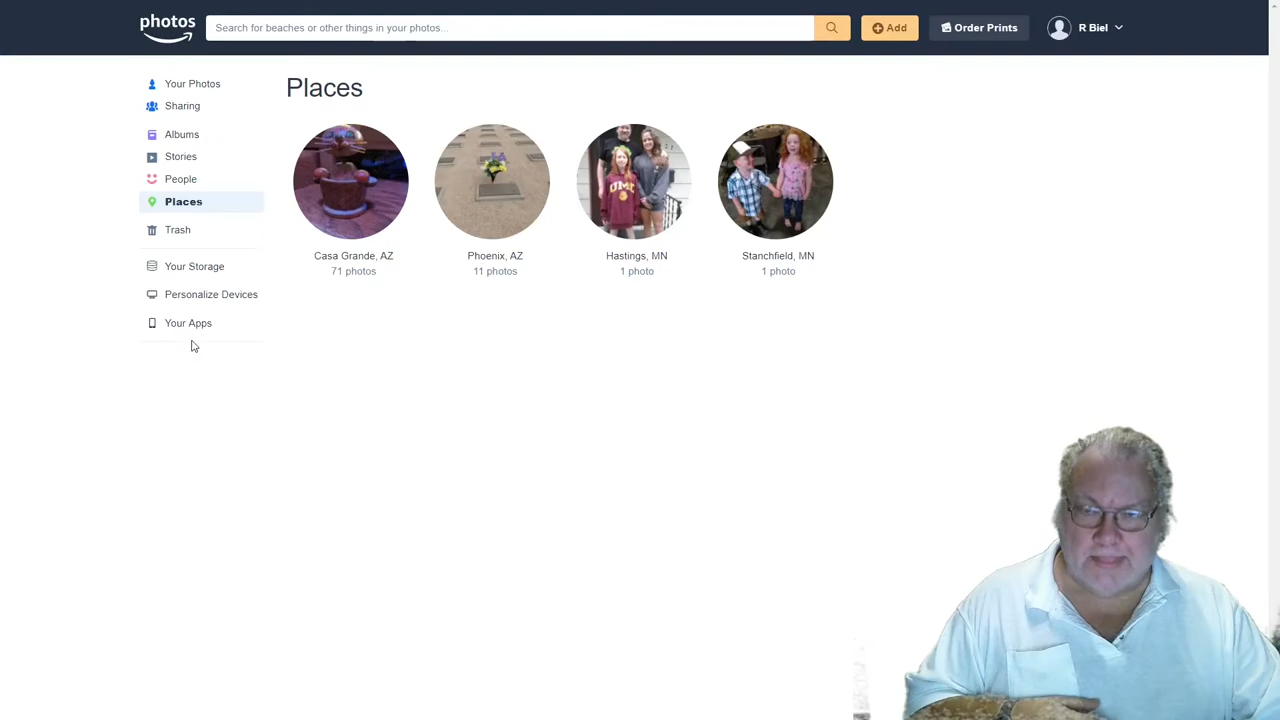 photos
Search for beaches or other things in your photos...
Add
Order Prints
R Biel
Your Photos
Sharing
Albums
Stories
People
Places
Trash
Your Storage
Personalize Devices
Your Apps
Places
Casa Grande, AZ
71 photos
Phoenix, AZ
11 photos
Hastings, MN
1 photo
Stanchfield, MN
1 photo